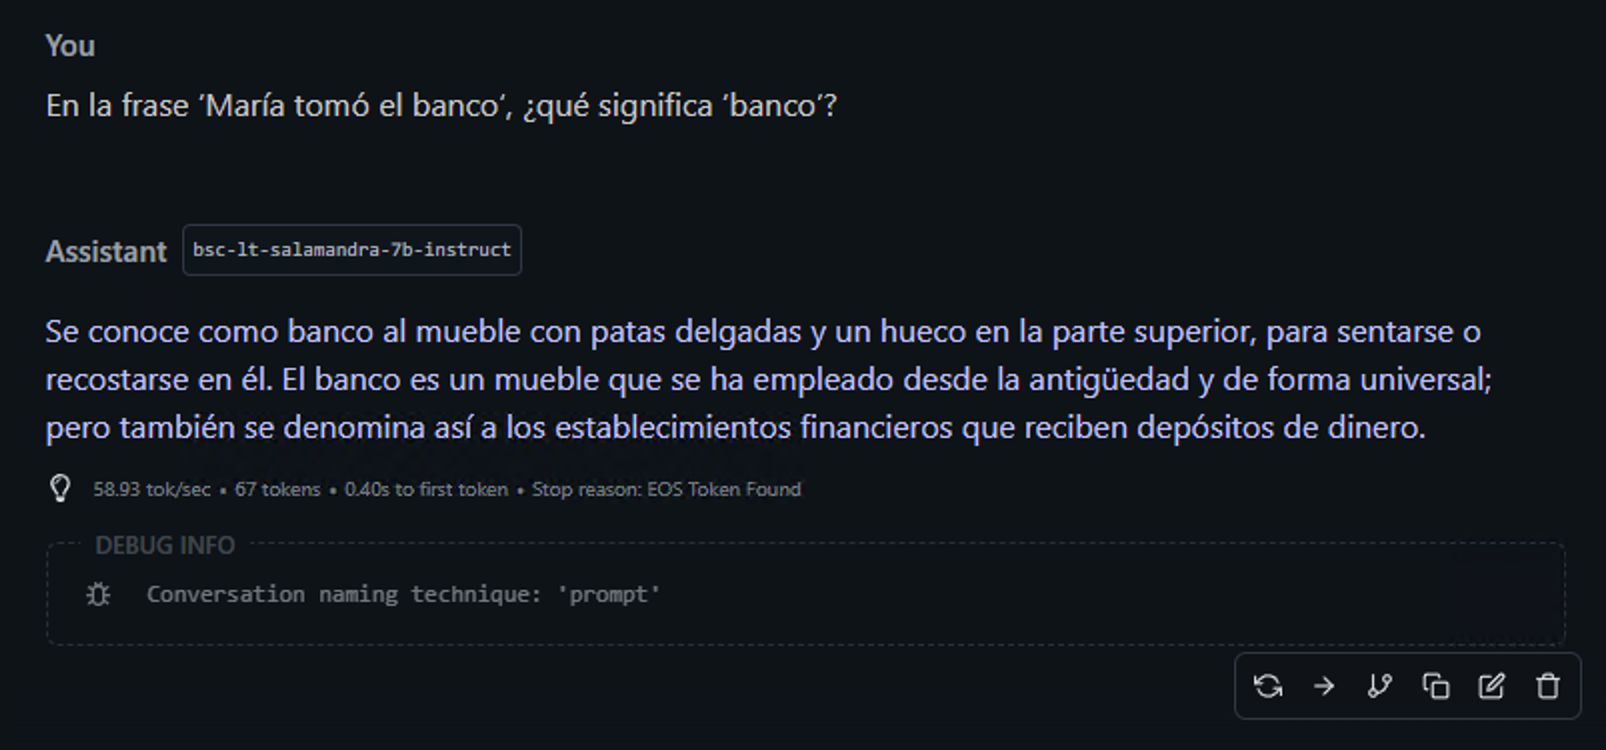 You
En la frase ‘María tomó el banco‘, ¿qué significa ‘banco’?
Assistant bsc-lt-salamandra-7b-instruct
Se conoce como banco al mueble con patas delgadas y un hueco en la parte superior, para sentarse o
recostarse en él. El banco es un mueble que se ha empleado desde la antigüedad y de forma universal;
pero también se denomina así a los establecimientos financieros que reciben depósitos de dinero.
58.93 tok/sec • 67 tokens • 0.40s to first token • Stop reason: EOS Token Found
DEBUG INFO
Conversation naming technique: 'prompt'